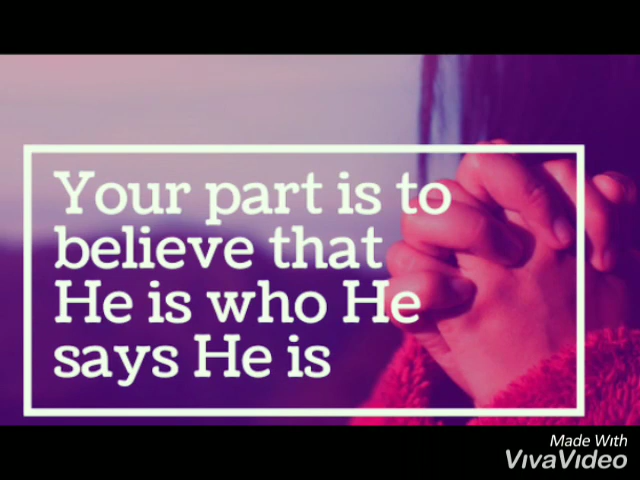 Your part is to
believe that
He is who He
says He is
Made With
VivaVideo